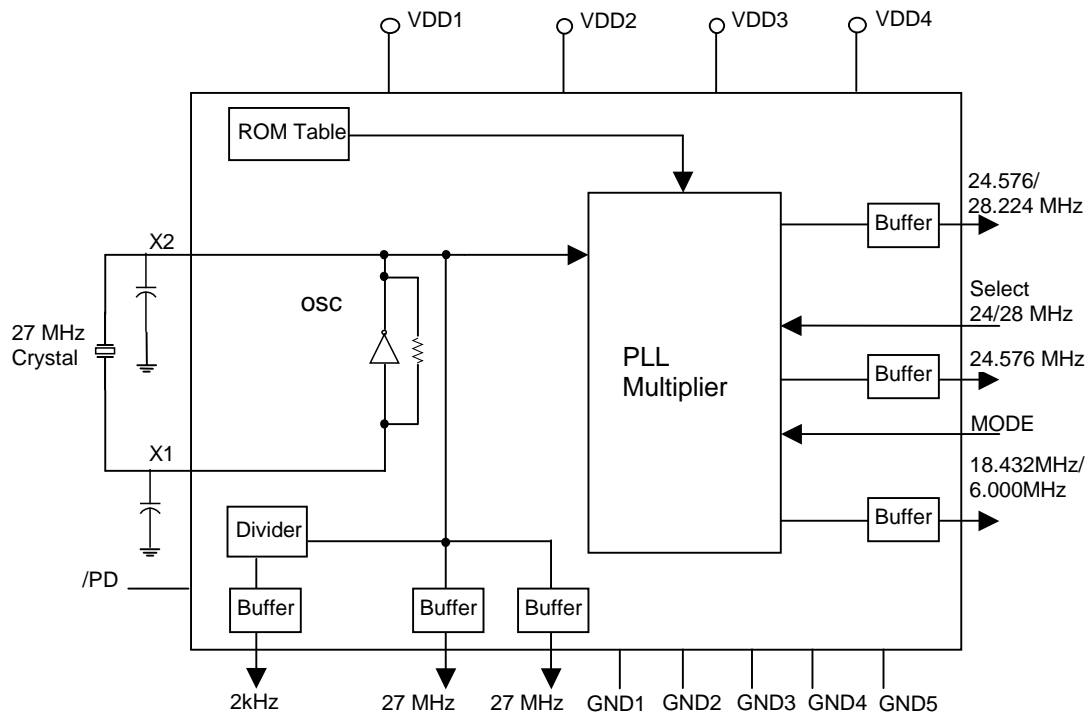 VDD1
VDD2
VDD3
VDD4
ROM Table
24.576/
28.224 MHz
Buffer
X2
OSC
Select
24/28 MHz
27 MHz
Crystal
PLL
Multiplier
24.576 MHz
Buffer
MODE
X1
18.432MHz/
6.000MHz
Buffer
Divider
/PD
Buffer
Buffer
Buffer
2kHz
27 MHz
27 MHz
GND1
GND2
GND3
GND4
GND5